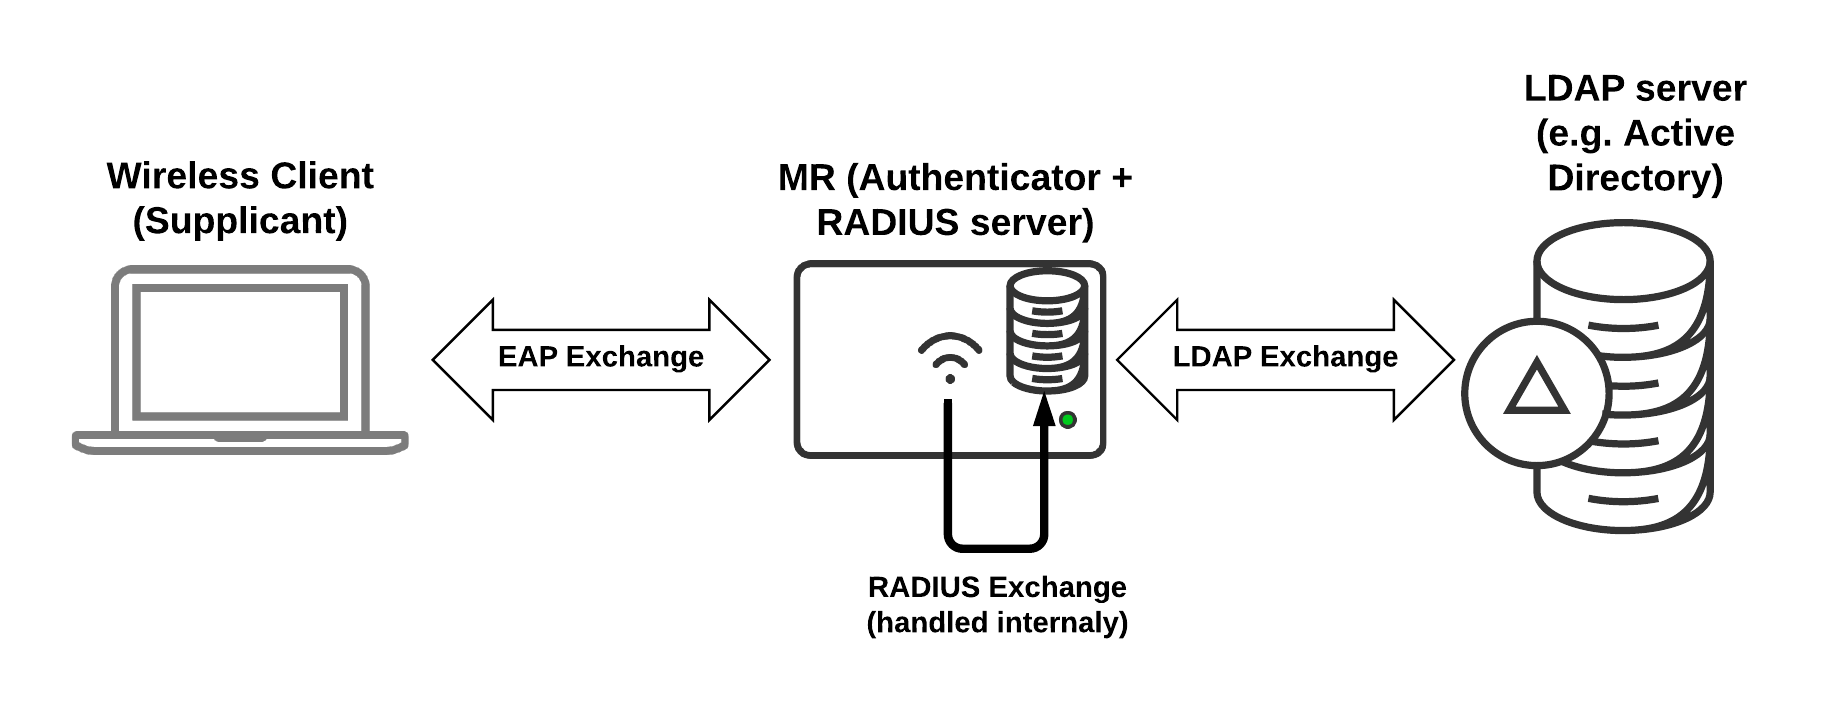 Wireless Client
(Supplicant)
EAP Exchange
MR (Authenticator +
RADIUS server)
RADIUS Exchange
(handled internaly)
LDAP Exchange
LDAP server
(e.g. Active
Directory)